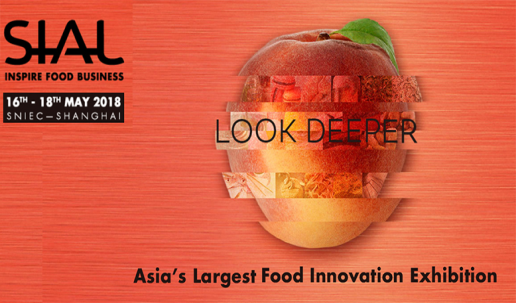 SIAL
INSPIRE FOOD BUSINESS
16TH - 18TH MAY 2018
SNIEC—SHANGHAI
LOOK DEEPER
Asia's Largest Food Innovation Exhibition